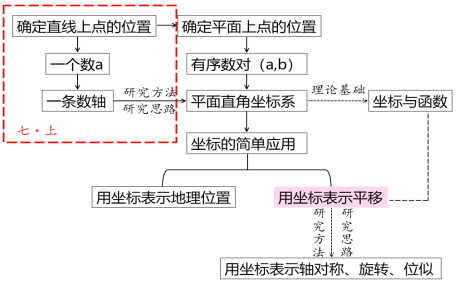 确定直线上点的位置
确定平面上点的位置
一个数a
有序数对（a,b）
研究方法
理论基础
一条数轴
平面直角坐标系
坐标与函数
研究思路
七·上
坐标的简单应用
用坐标表示地理位置
用坐标表示平移
研究方法
研究思路
用坐标表示轴对称、旋转、位似